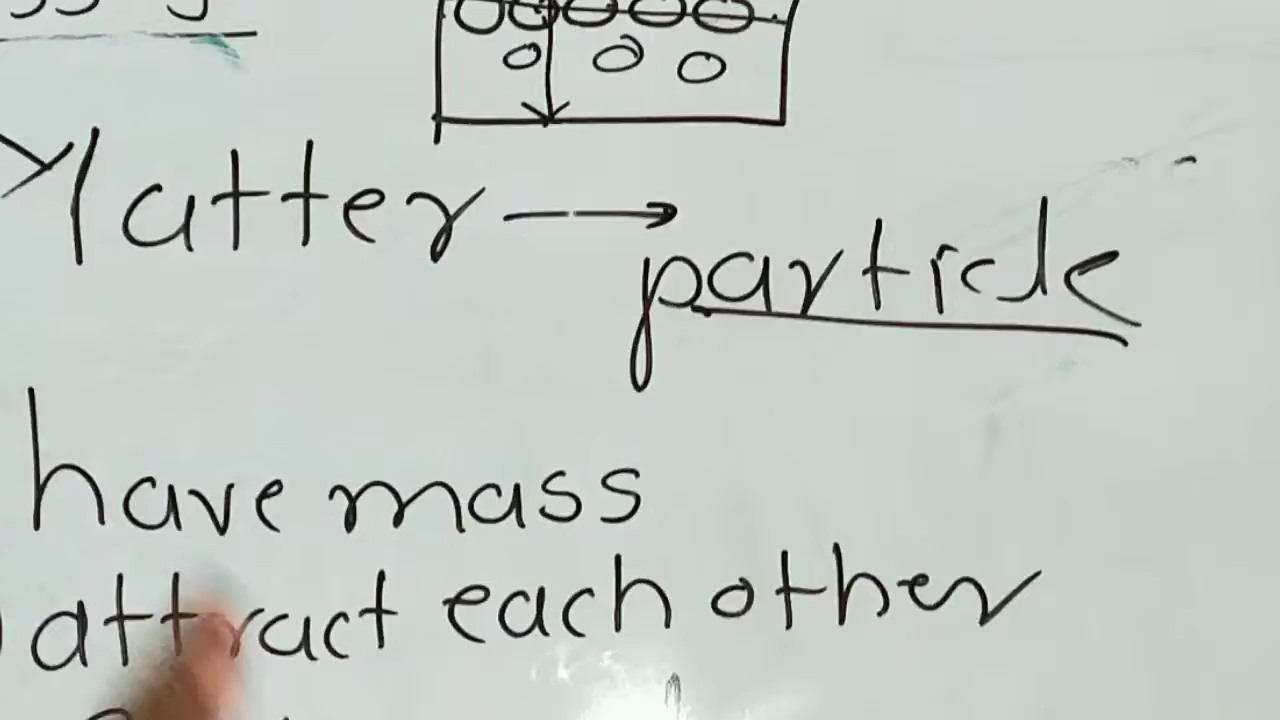 Matter →
particle
have mass
attract each other